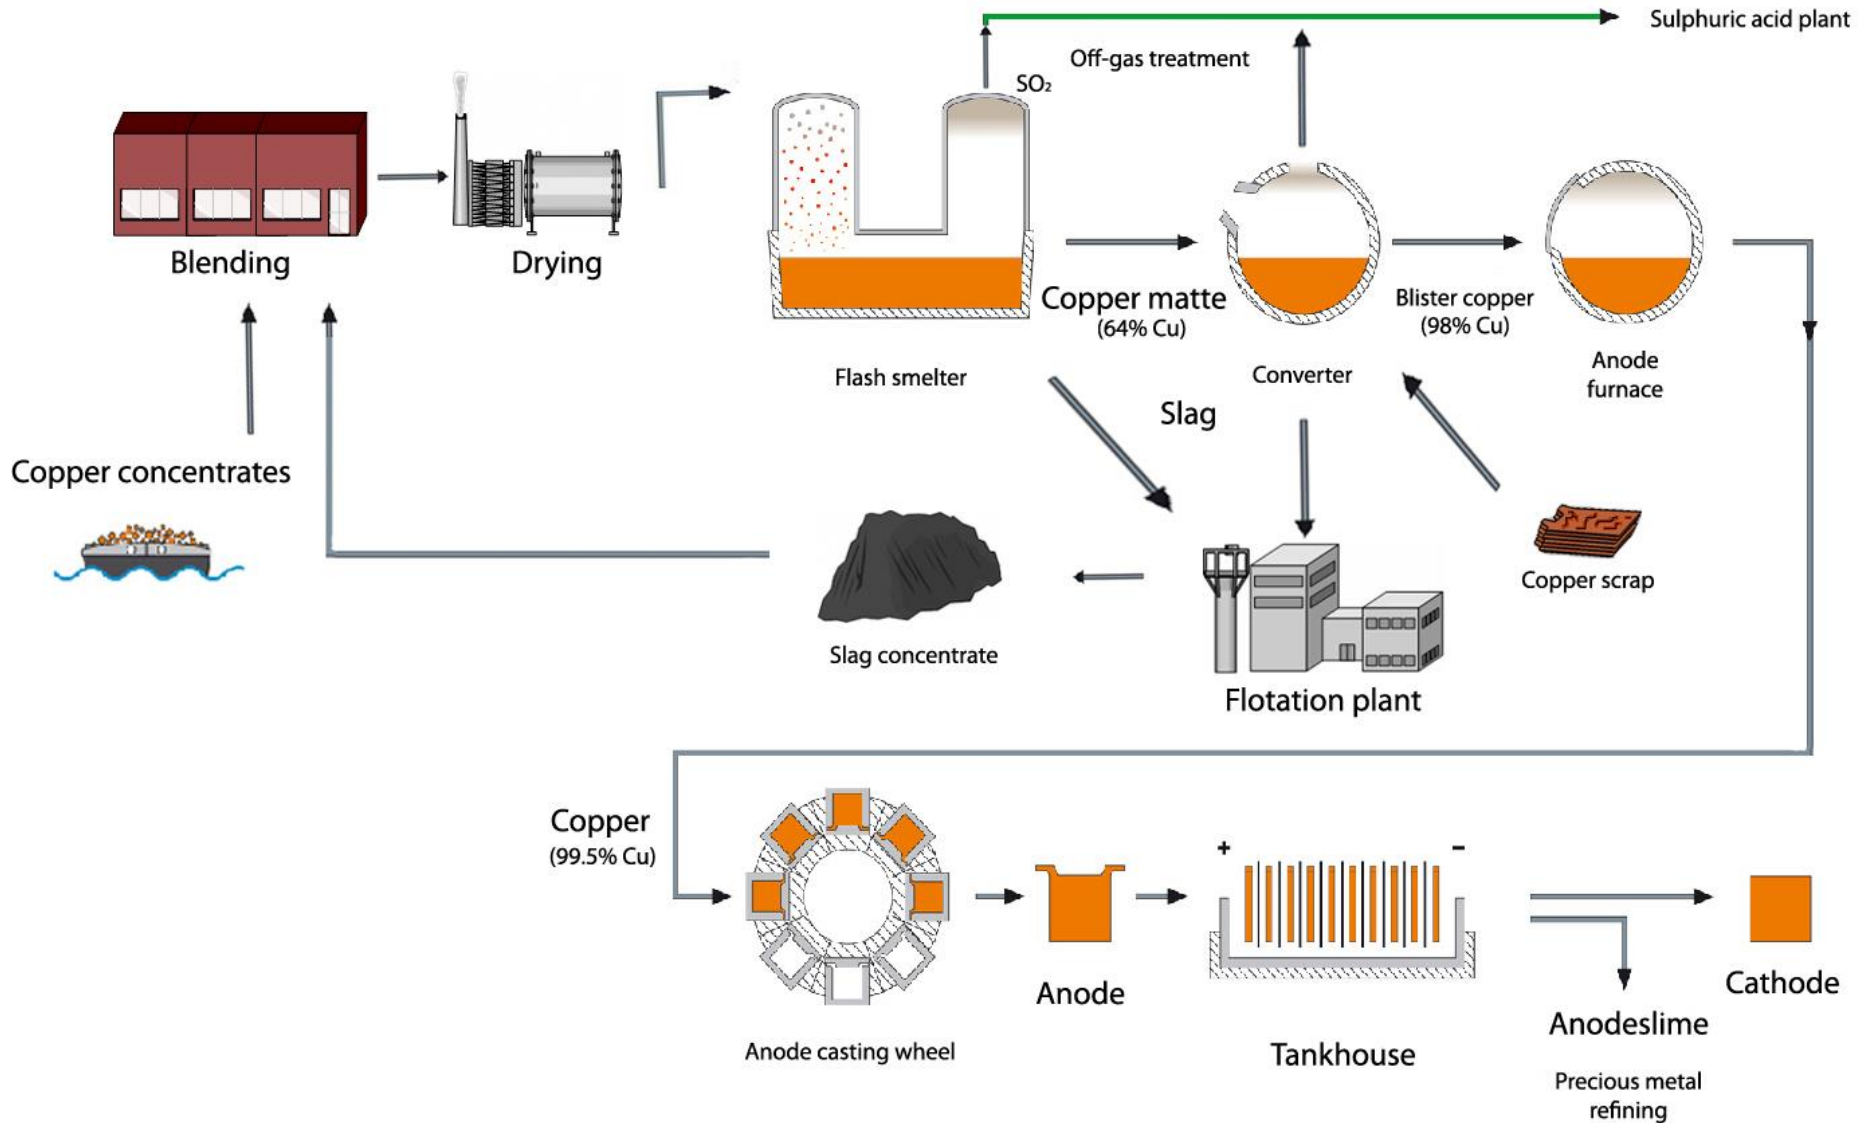 Sulphuric acid plant
Off-gas treatment
SO₂
Blending
Drying
Copper matte
(64% Cu)
Blister copper
(98% Cu)
Flash smelter
Converter
Anode
furnace
Slag
Copper concentrates
Copper scrap
Slag concentrate
Flotation plant
Copper
(99.5% Cu)
+
-
Anode
Cathode
Anode casting wheel
Tankhouse
Anodeslime
Precious metal
refining